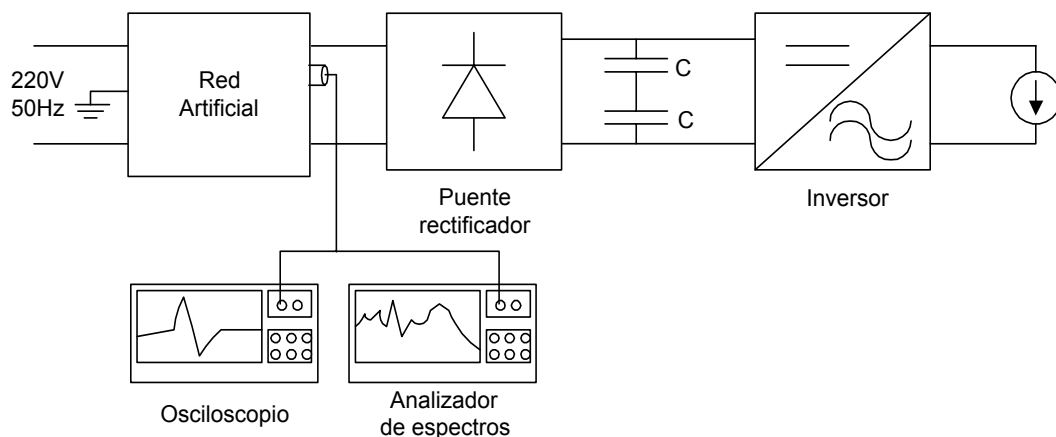 220V
50Hz
Red
Artificial
C
C
Puente
rectificador
Inversor
Osciloscopio
Analizador
de espectros